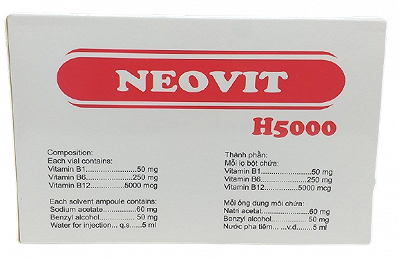 NEOVIT
H5000
Composition:
Each vial contains:
Vitamin B1....................50 mg
Vitamin B6..................250 mg
Vitamin B12...............5000 mcg
Each solvent ampoule contains:
Sodium acetate..............60 mg
Benzyl alcohol...............50 mg
Water for injection ... q.s......5 ml
Thành phần:
Mỗi lọ bột chứa:
Vitamin B1....................50 mg
Vitamin B6..................250 mg
Vitamin B12...............5000 mcg
Mỗi ống dung môi chứa:
Natri acetat....................60 mg
Benzyl alcohol...............50 mg
Nước pha tiêm.......v.đ......5 ml